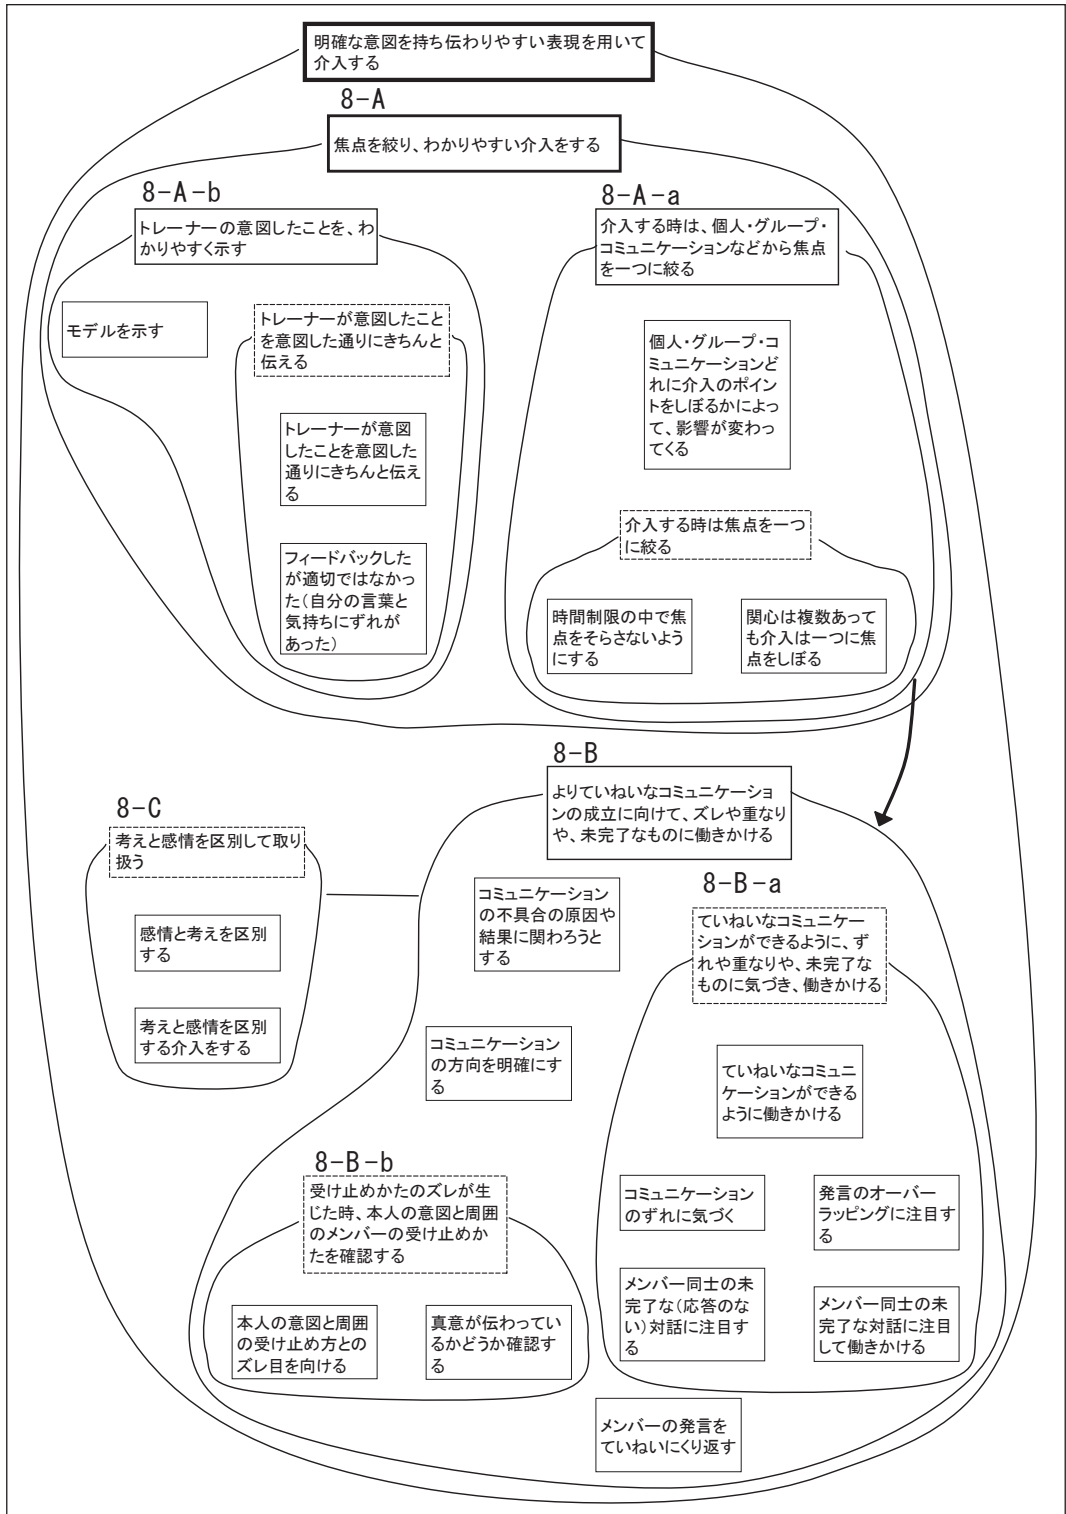 明確な意図を持ち伝わりやすい表現を用いて
介入する
8-A
焦点を絞り、わかりやすい介入をする
8-A-b
トレーナーの意図したことを、わ
かりやすく示す
モデルを示す
トレーナーが意図したこと
を意図した通りにきちんと
伝える
トレーナーが意図
したことを意図した
通りにきちんと伝え
る
フィードバックした
が適切ではなかっ
た(自分の言葉と
気持ちにずれが
あった)
8-A-a
介入する時は、個人・グループ・
コミュニケーションなどから焦点
を一つに絞る
個人・グループ・コ
ミュニケーションど
れに介入のポイン
トをしぼるかによっ
て、影響が変わっ
てくる
介入する時は焦点を一つ
に絞る
時間制限の中で焦
点をそらさないよう
にする
関心は複数あって
も介入は一つに焦
点をしぼる
8-B
よりていねいなコミュニケーショ
ンの成立に向けて、ズレや重なり
や、未完了なものに働きかける
8-C
考えと感情を区別して取り
扱う
感情と考えを区別
する
考えと感情を区別
する介入をする
コミュニケーション
の不具合の原因や
結果に関わろうと
する
コミュニケーション
の方向を明確にす
る
8-B-a
ていねいなコミュニケー
ションができるように、ず
れや重なりや、未完了な
ものに気づき、働きかける
ていねいなコミュニ
ケーションができる
ように働きかける
コミュニケーション
のずれに気づく
発言のオーバー
ラッピングに注目す
る
メンバー同士の未
完了な(応答のな
い)対話に注目す
る
メンバー同士の未
完了な対話に注目
して働きかける
8-B-b
受け止めかたのズレが生
じた時、本人の意図と周囲
のメンバーの受け止めか
たを確認する
本人の意図と周囲
の受け止め方との
ズレ目を向ける
真意が伝わってい
るかどうか確認す
る
メンバーの発言を
ていねいにくり返す